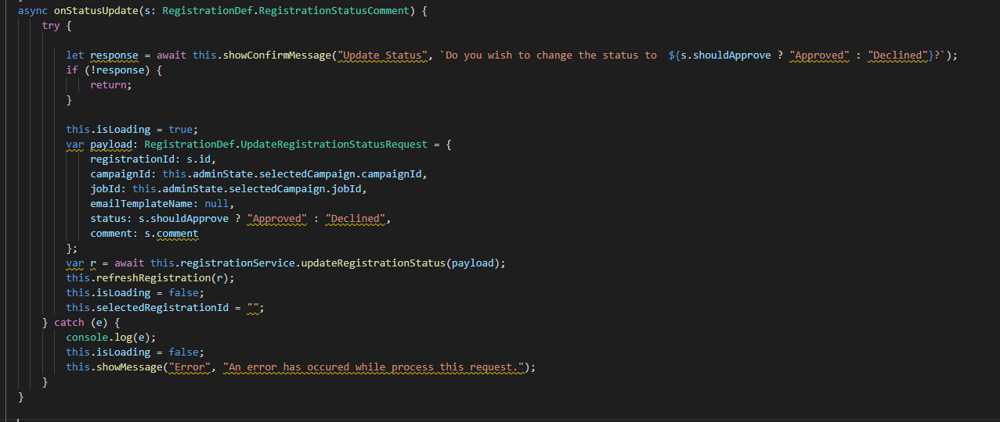 async onStatusUpdate(s: RegistrationDef.RegistrationStatusComment) {
try {
let response = await this.showConfirmMessage("Update Status", `Do you wish to change the status to  ${s.shouldApprove ? "Approved" : "Declined"}?`);
if (!response) {
return;
}
this.isLoading = true;
var payload: RegistrationDef.UpdateRegistrationStatusRequest = {
registrationId: s.id,
campaignId: this.adminState.selectedCampaign.campaignId,
jobId: this.adminState.selectedCampaign.jobId,
emailTemplateName: null,
status: s.shouldApprove ? "Approved" : "Declined",
comment: s.comment
};
var r = await this.registrationService.updateRegistrationStatus(payload);
this.refreshRegistration(r);
this.isLoading = false;
this.selectedRegistrationId = "";
} catch (e) {
console.log(e);
this.isLoading = false;
this.showMessage("Error", "An error has occured while process this request.");
}
}